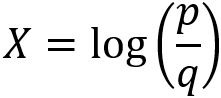 X = log(p/q)